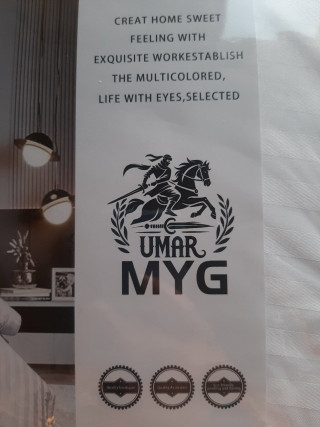 CREAT HOME SWEET
FEELING WITH
EXQUISITE WORKESTABLISH
THE MULTICOLORED,
LIFE WITH EYES,SELECTED
UMAR
MYG